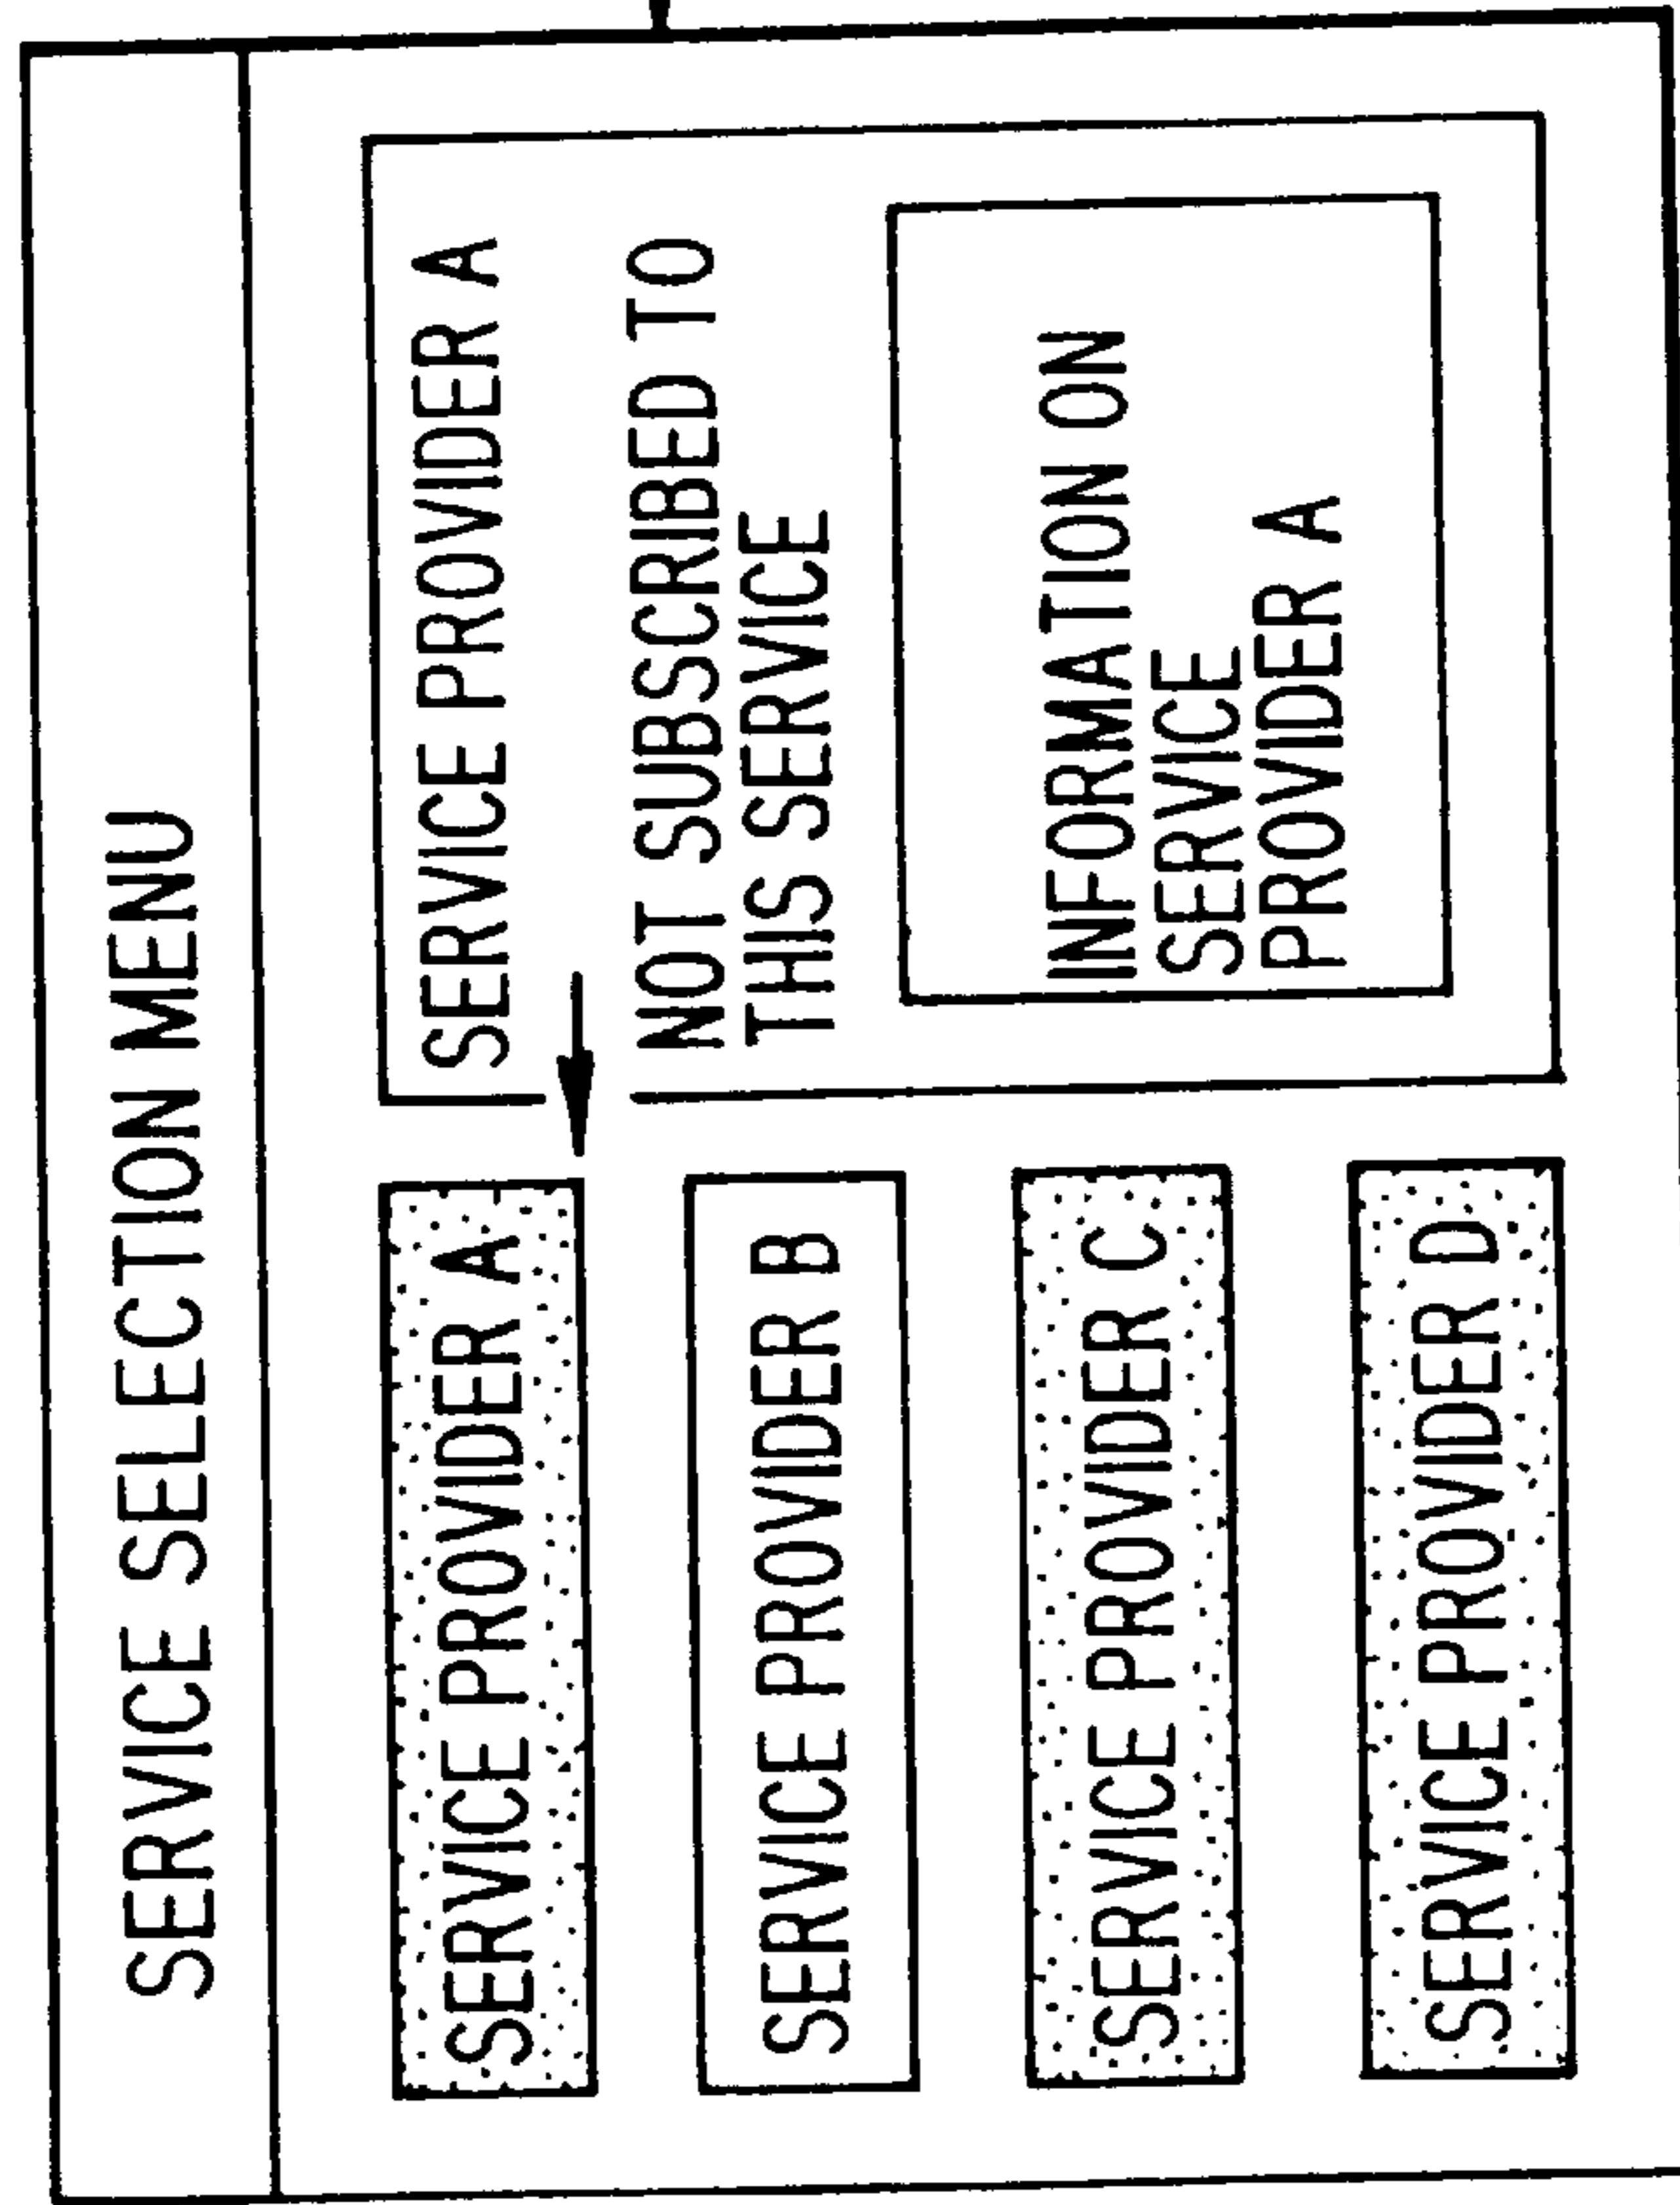 SERVICE SELECTION MENU
SERVICE PROVIDER A
SERVICE PROVIDER B
SERVICE PROVIDER C
SERVICE PROVIDER D
SERVICE PROVIDER A
NOT SUBSCRIBED TO
THIS SERVICE
INFORMATION ON
SERVICE
PROVIDER A